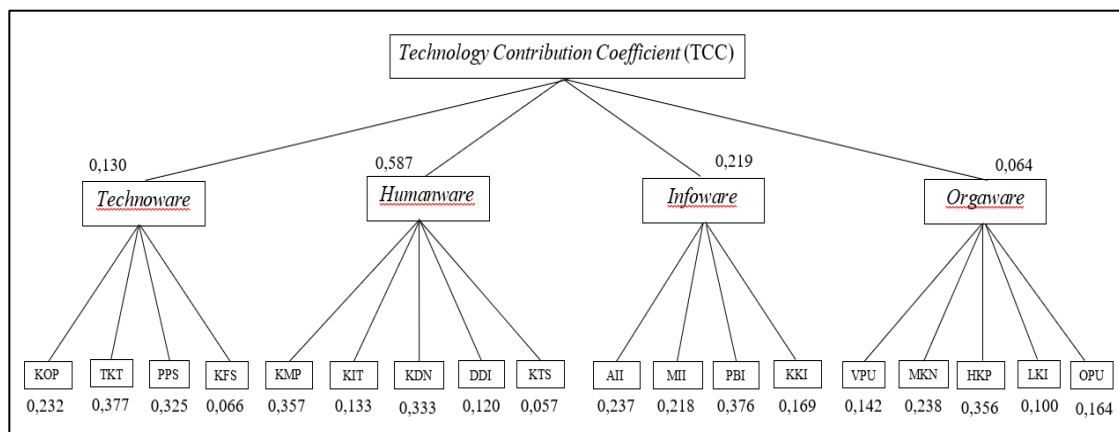 Technology Contribution Coefficient (TCC)
0,130
0,587
0,219
0,064
Technoware
Humanware
Infoware
Orgaware
KOP
TKT
PPS
KFS
KMP
KIT
KDN
DDI
KTS
AII
MII
PBI
KKI
VPU
MKN
HKP
LKI
OPU
0,232
0,377
0,325
0,066
0,357
0,133
0,333
0,120
0,057
0,237
0,218
0,376
0,169
0,142
0,238
0,356
0,100
0,164